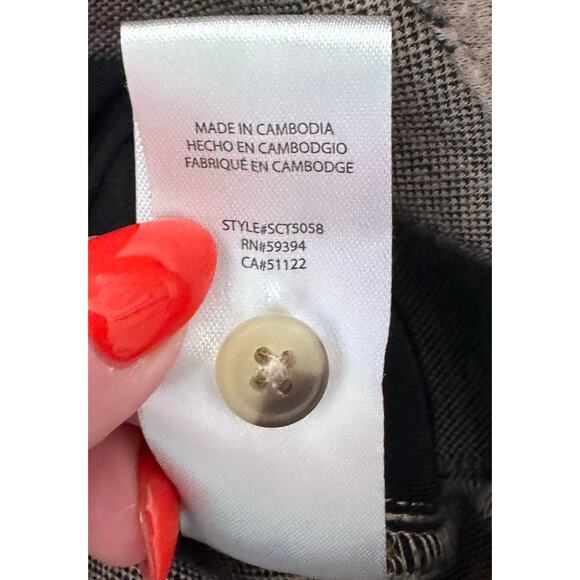 MADE IN CAMBODIA
HECHO EN CAMBODGIO
FABRIQUÉ EN CAMBODGE
STYLE#SCT5058
RN#59394
CA#51122